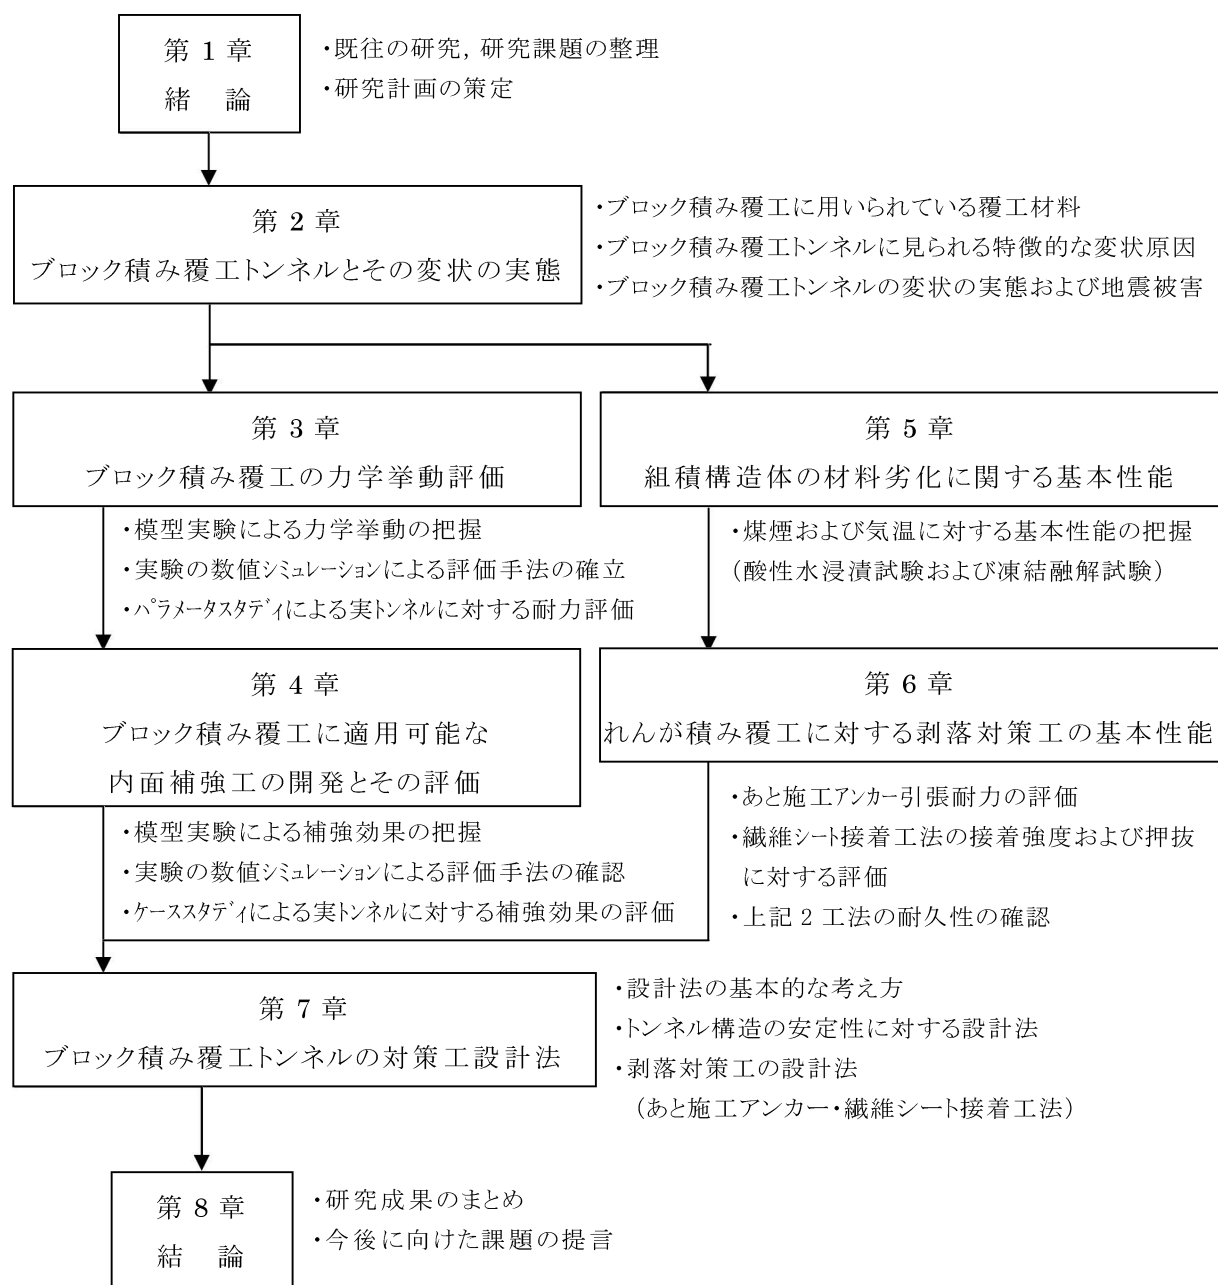 第 1 章
緒　論
・既往の研究, 研究課題の整理
・研究計画の策定
第 2 章
ブロック積み覆工トンネルとその変状の実態
・ブロック積み覆工に用いられている覆工材料
・ブロック積み覆工トンネルに見られる特徴的な変状原因
・ブロック積み覆工トンネルの変状の実態および地震被害
第 3 章
ブロック積み覆工の力学挙動評価
・模型実験による力学挙動の把握
・実験の数値シミュレーションによる評価手法の確立
・パラメータスタディによる実トンネルに対する耐力評価
第 5 章
組積構造体の材料劣化に関する基本性能
・煤煙および気温に対する基本性能の把握
（酸性水浸漬試験および凍結融解試験）
第 4 章
ブロック積み覆工に適用可能な
内面補強工の開発とその評価
・模型実験による補強効果の把握
・実験の数値シミュレーションによる評価手法の確認
・ケーススタディによる実トンネルに対する補強効果の評価
第 6 章
れんが積み覆工に対する剥落対策工の基本性能
・あと施工アンカー引張耐力の評価
・繊維シート接着工法の接着強度および押抜
に対する評価
・上記 2 工法の耐久性の確認
第 7 章
ブロック積み覆工トンネルの対策工設計法
・設計法の基本的な考え方
・トンネル構造の安定性に対する設計法
・剥落対策工の設計法
（あと施工アンカー・繊維シート接着工法）
第 8 章
結　論
・研究成果のまとめ
・今後に向けた課題の提言